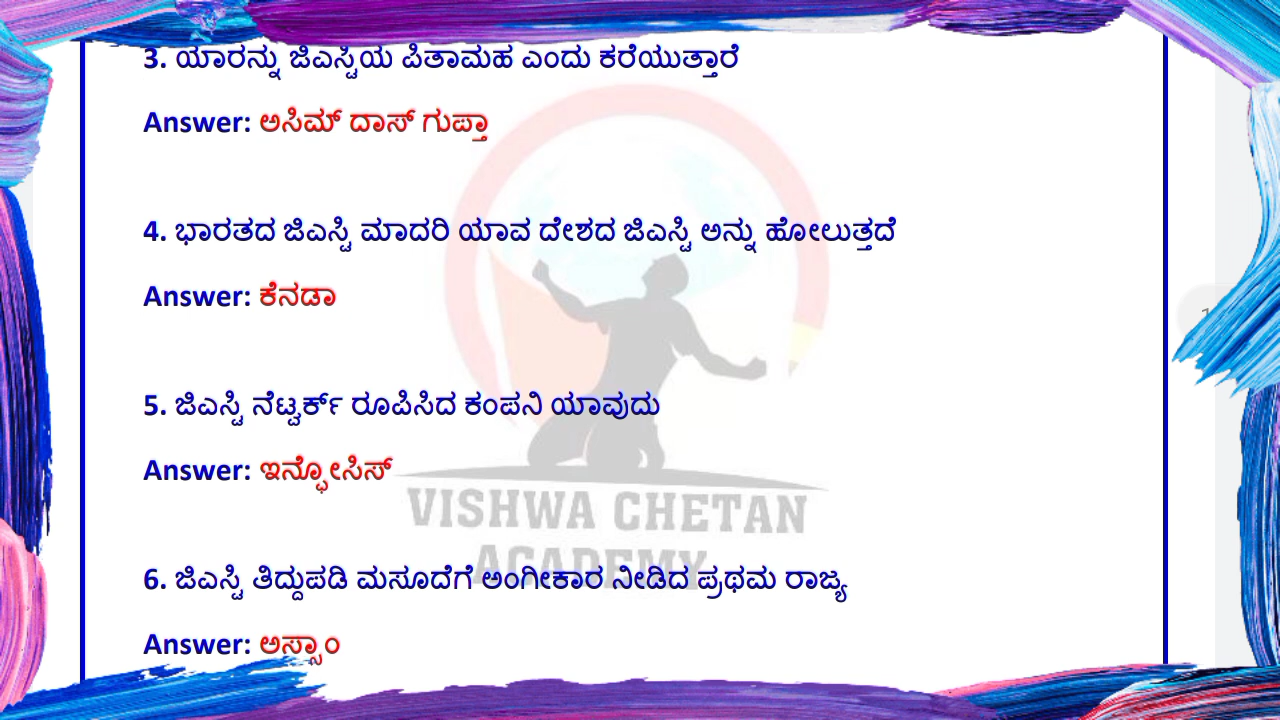 3. ಯಾರನ್ನು ಜಿಎಸ್ಟಿಯ ಪಿತಾಮಹ ಎಂದು ಕರೆಯುತ್ತಾರೆ
Answer: ಅಸಿಮ್ ದಾಸ್ ಗುಪ್ತಾ
4. ಭಾರತದ ಜಿಎಸ್ಟಿ ಮಾದರಿ ಯಾವ ದೇಶದ ಜಿಎಸ್ಟಿ ಅನ್ನು ಹೋಲುತ್ತದೆ
Answer: ಕೆನಡಾ
5. ಜಿಎಸ್ಟಿ ನೆಟ್ವರ್ಕ್ ರೂಪಿಸಿದ ಕಂಪನಿ ಯಾವುದು
Answer: ಇನ್ಫೋಸಿಸ್
VISHWA CHETAN
ACADEMY
6. ಜಿಎಸ್ಟಿ ತಿದ್ದುಪಡಿ ಮಸೂದೆಗೆ ಅಂಗೀಕಾರ ನೀಡಿದ ಪ್ರಥಮ ರಾಜ್ಯ
Answer: ಅಸ್ಸಾಂ